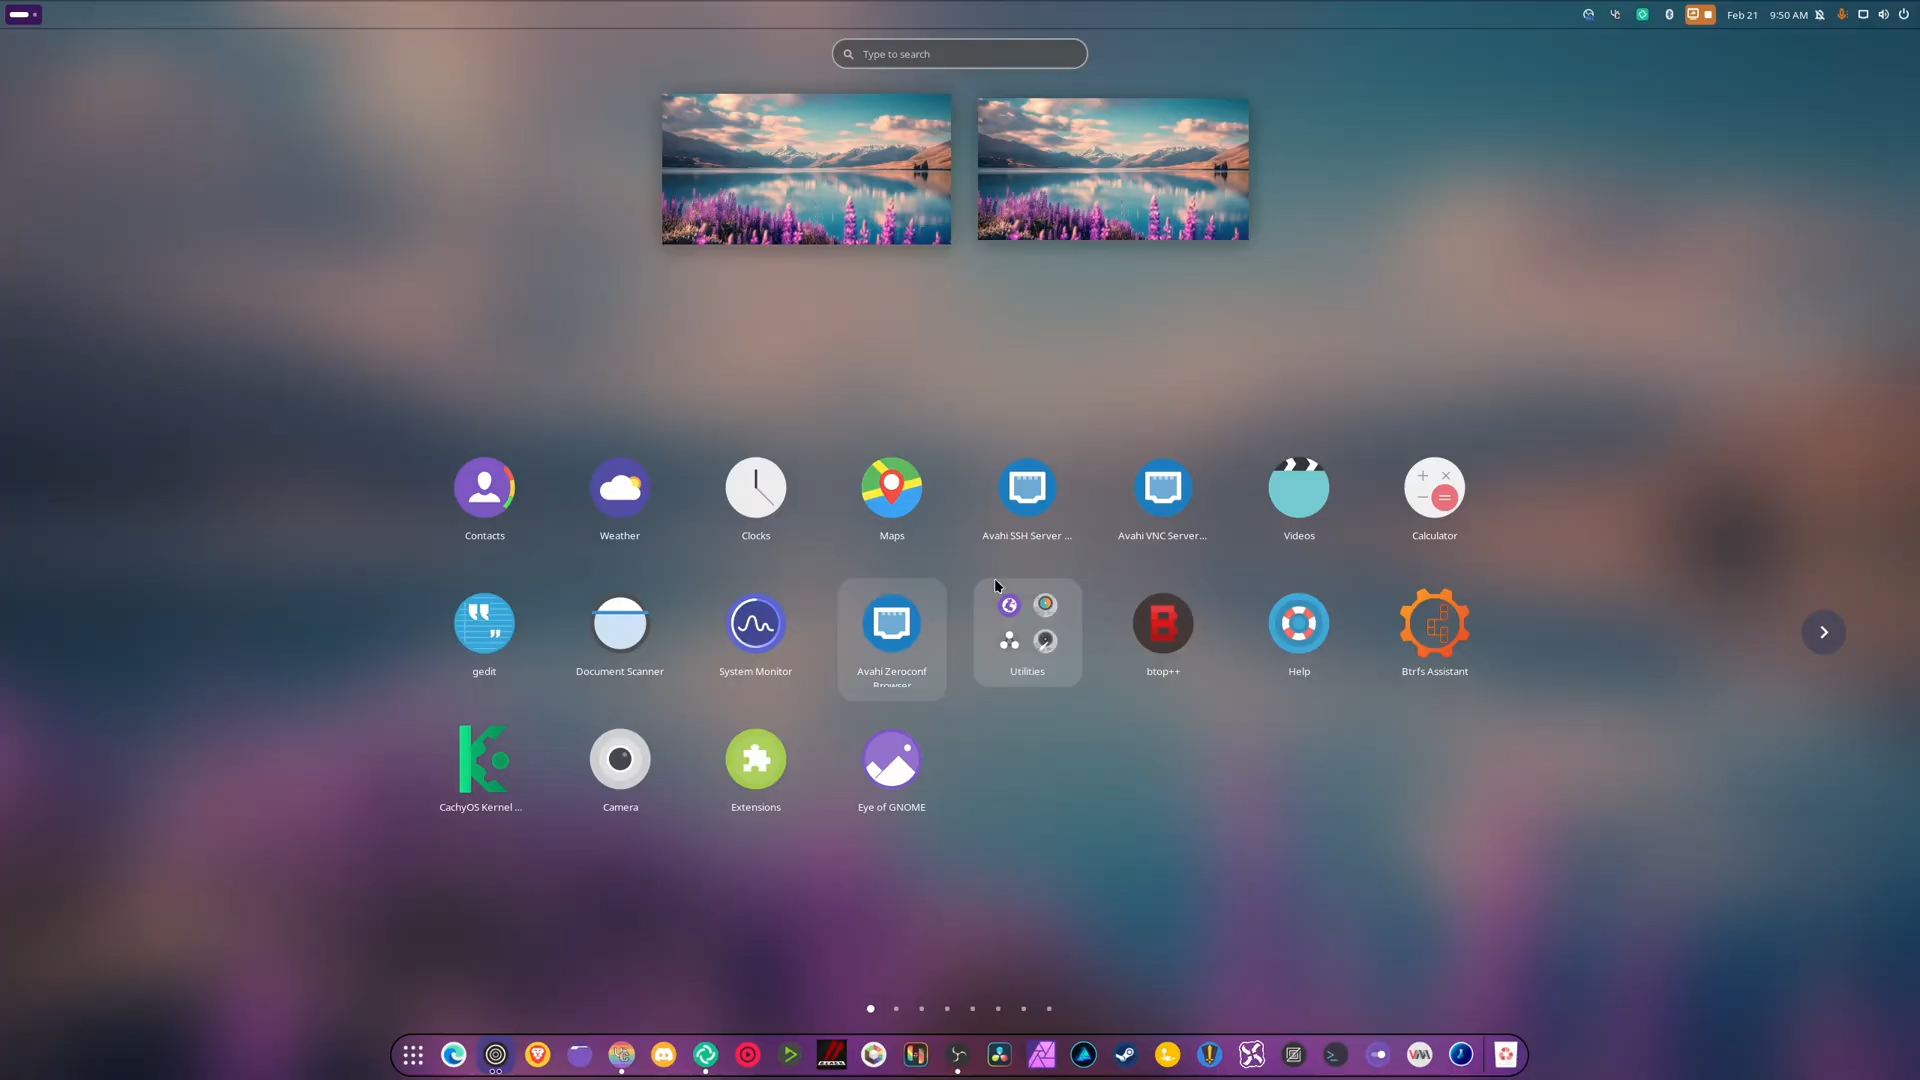 Feb 21 9:50 AM
Type to search
Contacts
Weather
Clocks
Maps
Avahi SSH Server ...
Avahi VNC Server...
Videos
Calculator
gedit
Document Scanner
System Monitor
Avahi Zeroconf
Browser
Utilities
btop++
Help
Btrfs Assistant
CachyOS Kernel ...
Camera
Extensions
Eye of GNOME